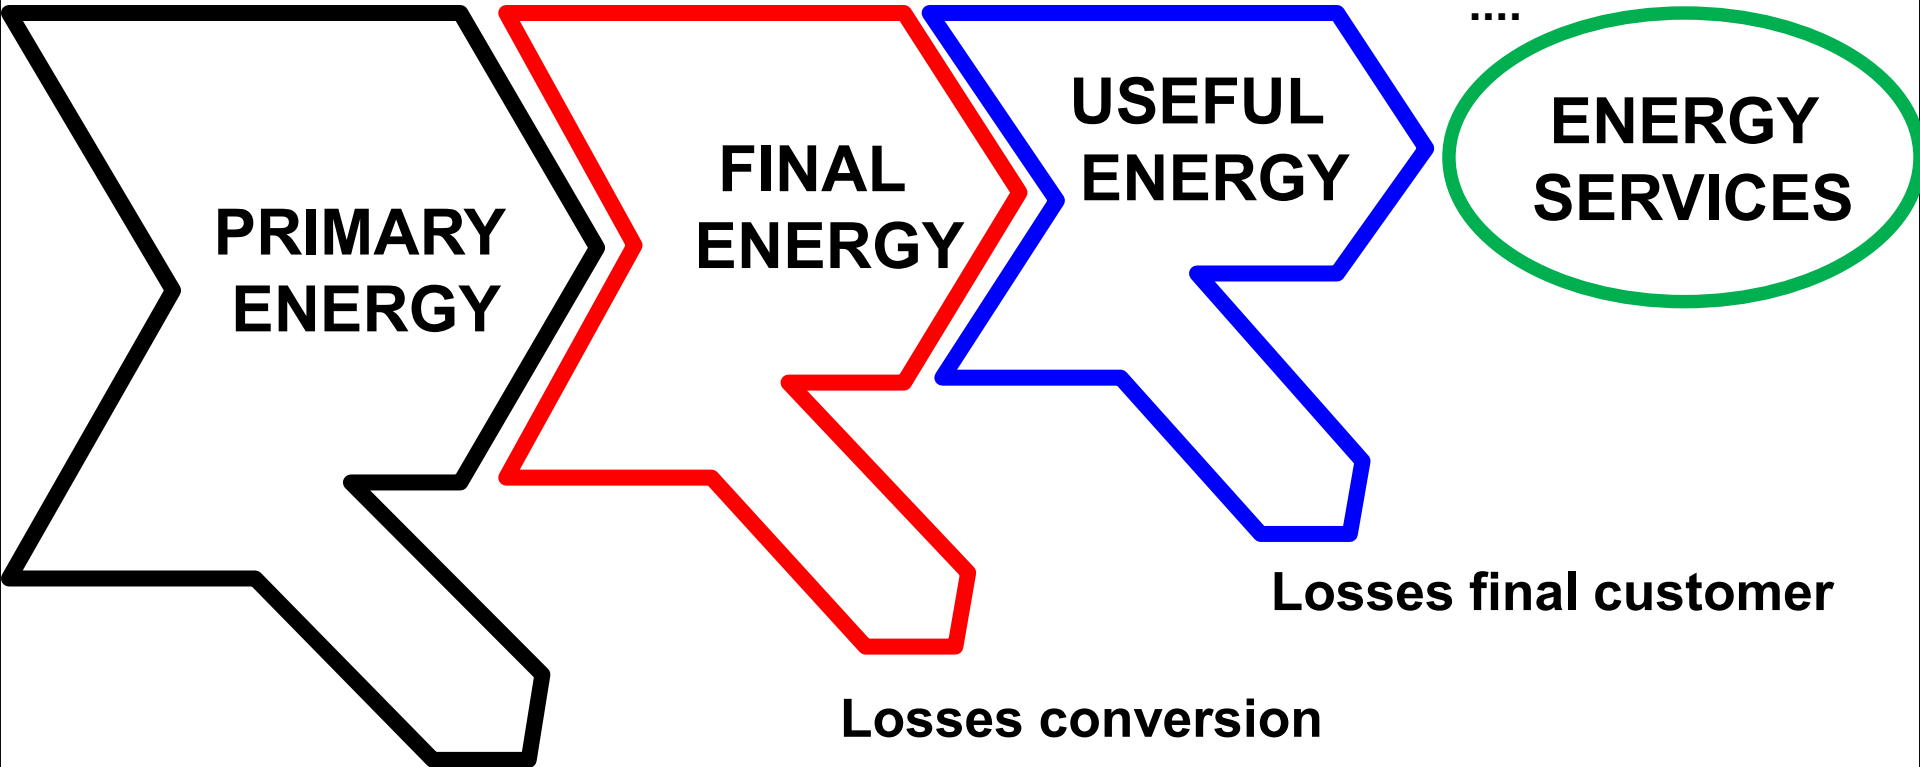 ....
PRIMARY
ENERGY
FINAL
ENERGY
USEFUL
ENERGY
ENERGY
SERVICES
Losses final customer
Losses conversion